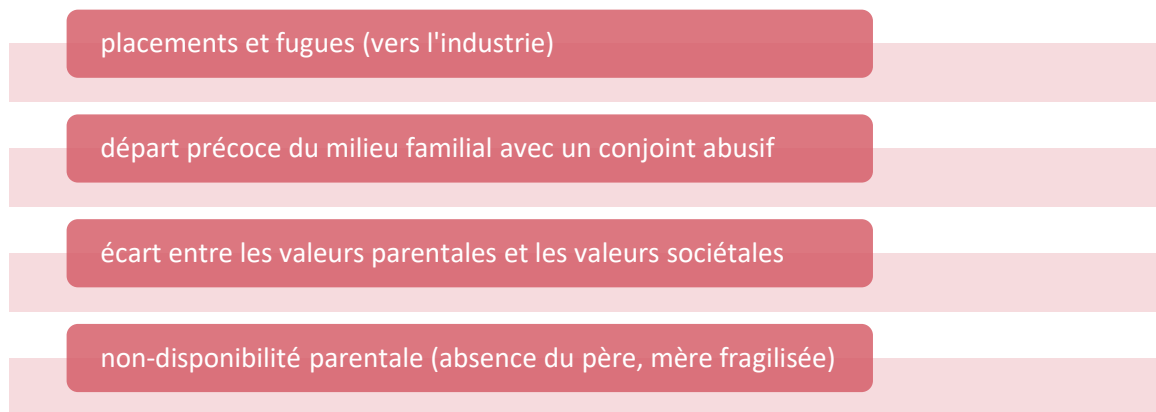 placements et fugues (vers l'industrie)
départ précoce du milieu familial avec un conjoint abusif
écart entre les valeurs parentales et les valeurs sociétales
non-disponibilité parentale (absence du père, mère fragilisée)